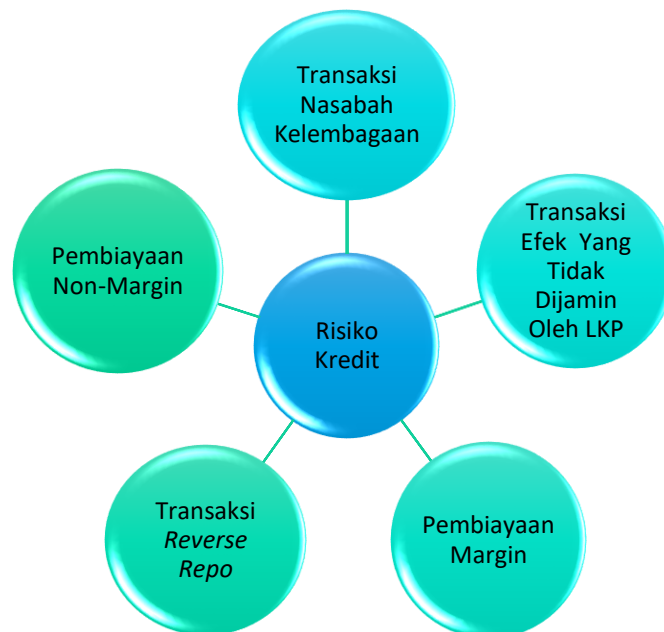 Transaksi
Nasabah
Kelembagaan
Transaksi
Efek Yang
Tidak
Dijamin
Oleh LKP
Pembiayaan
Non-Margin
Risiko
Kredit
Transaksi
Reverse
Repo
Pembiayaan
Margin